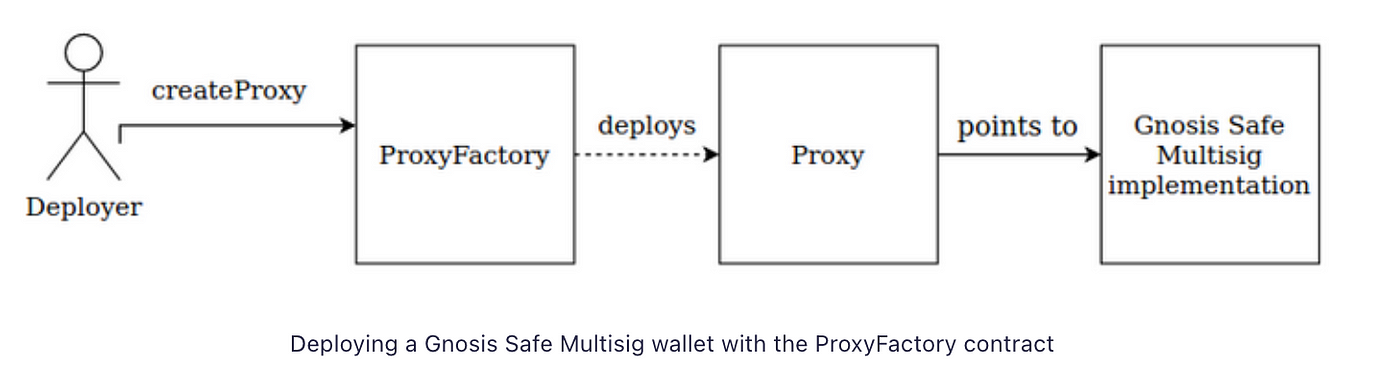 createProxy
Deployer
ProxyFactory
deploys
Proxy
points to
Gnosis Safe
Multisig
implementation
Deploying a Gnosis Safe Multisig wallet with the ProxyFactory contract